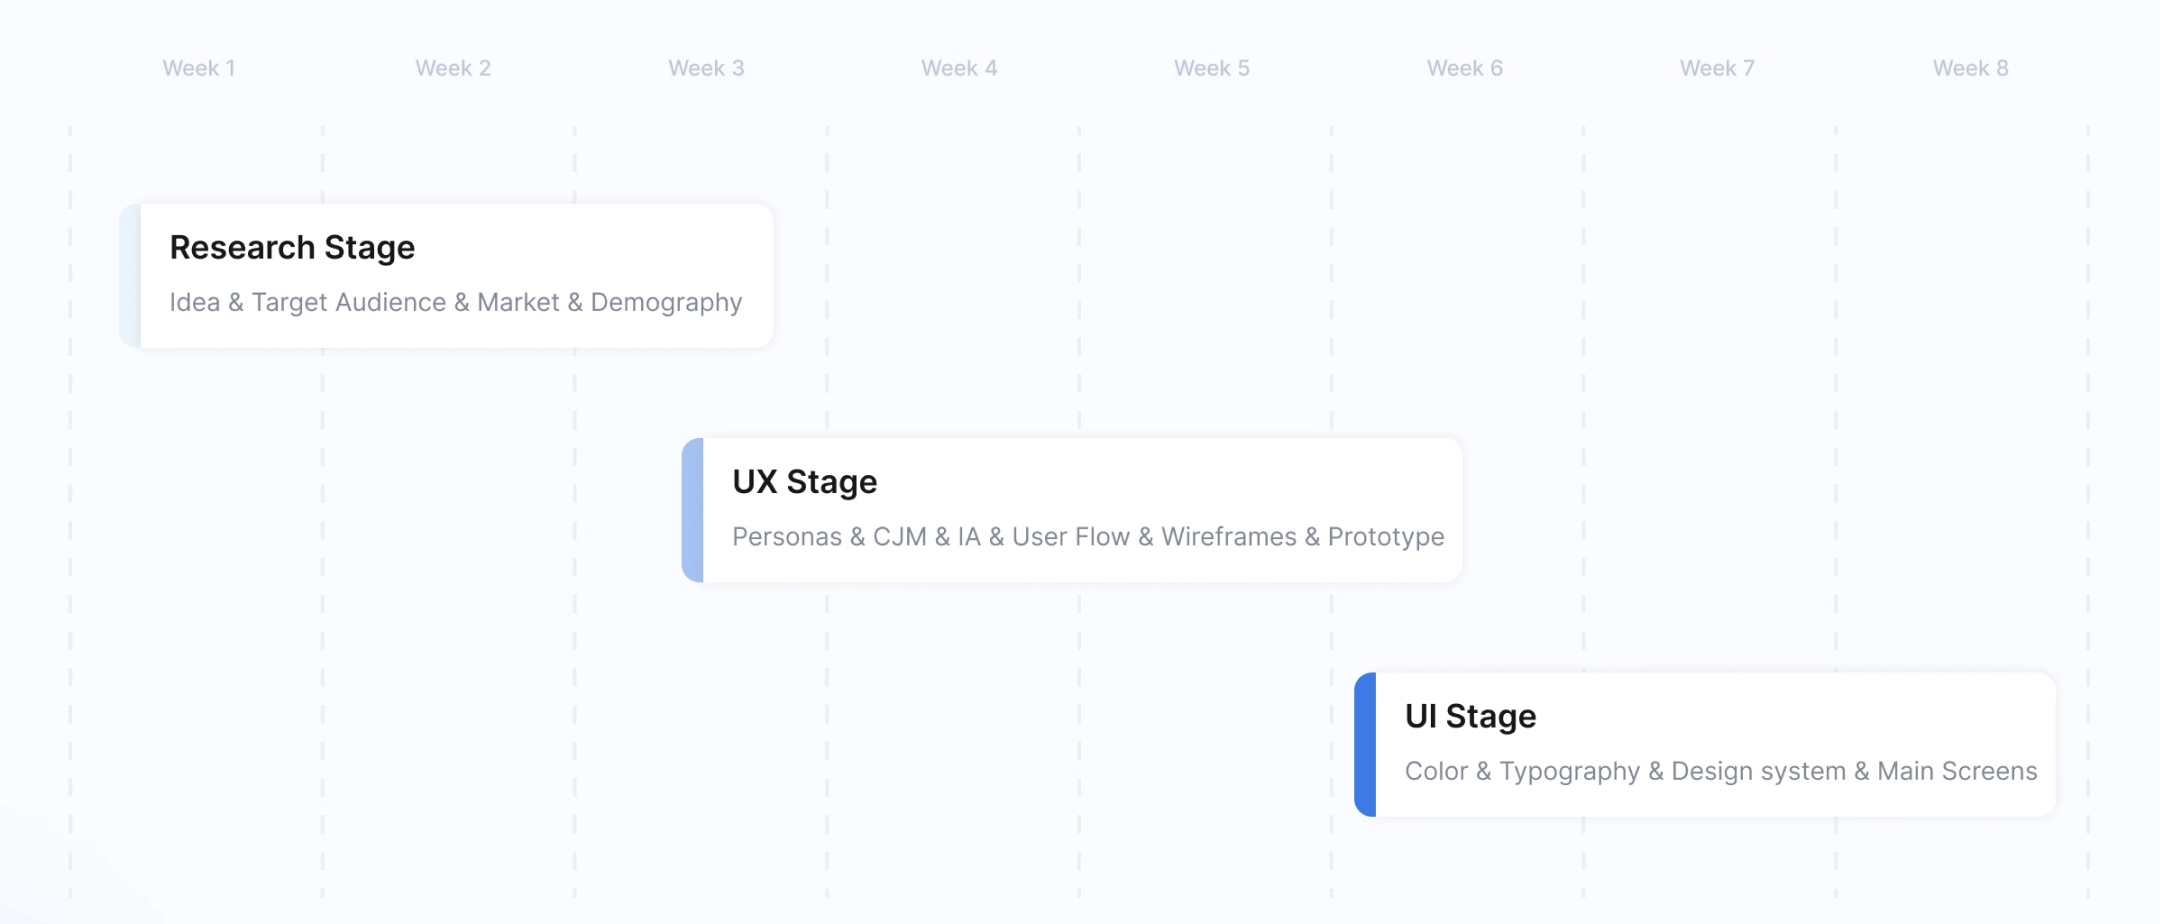 Week 1 Week 2 Week 3 Week 4 Week 5 Week 6 Week 7 Week 8
Research Stage
Idea & Target Audience & Market & Demography
UX Stage
Personas & CJM & IA & User Flow & Wireframes & Prototype
UI Stage
Color & Typography & Design system & Main Screens